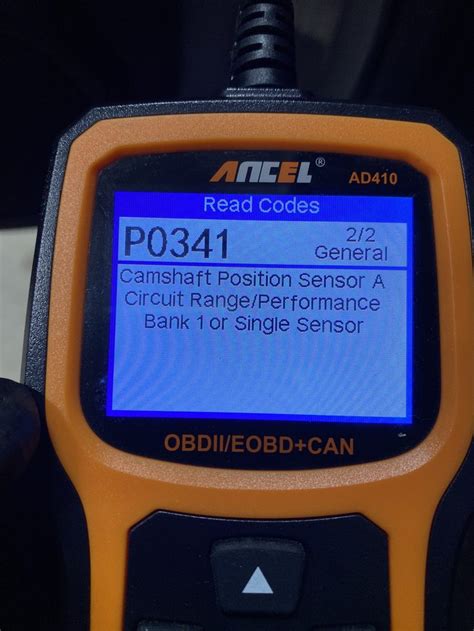 ANCEL®
AD410
Read Codes
P0341
2/2
General
Camshaft Position Sensor A
Circuit Range/Performance
Bank 1 or Single Sensor
OBDII/EOBD+CAN